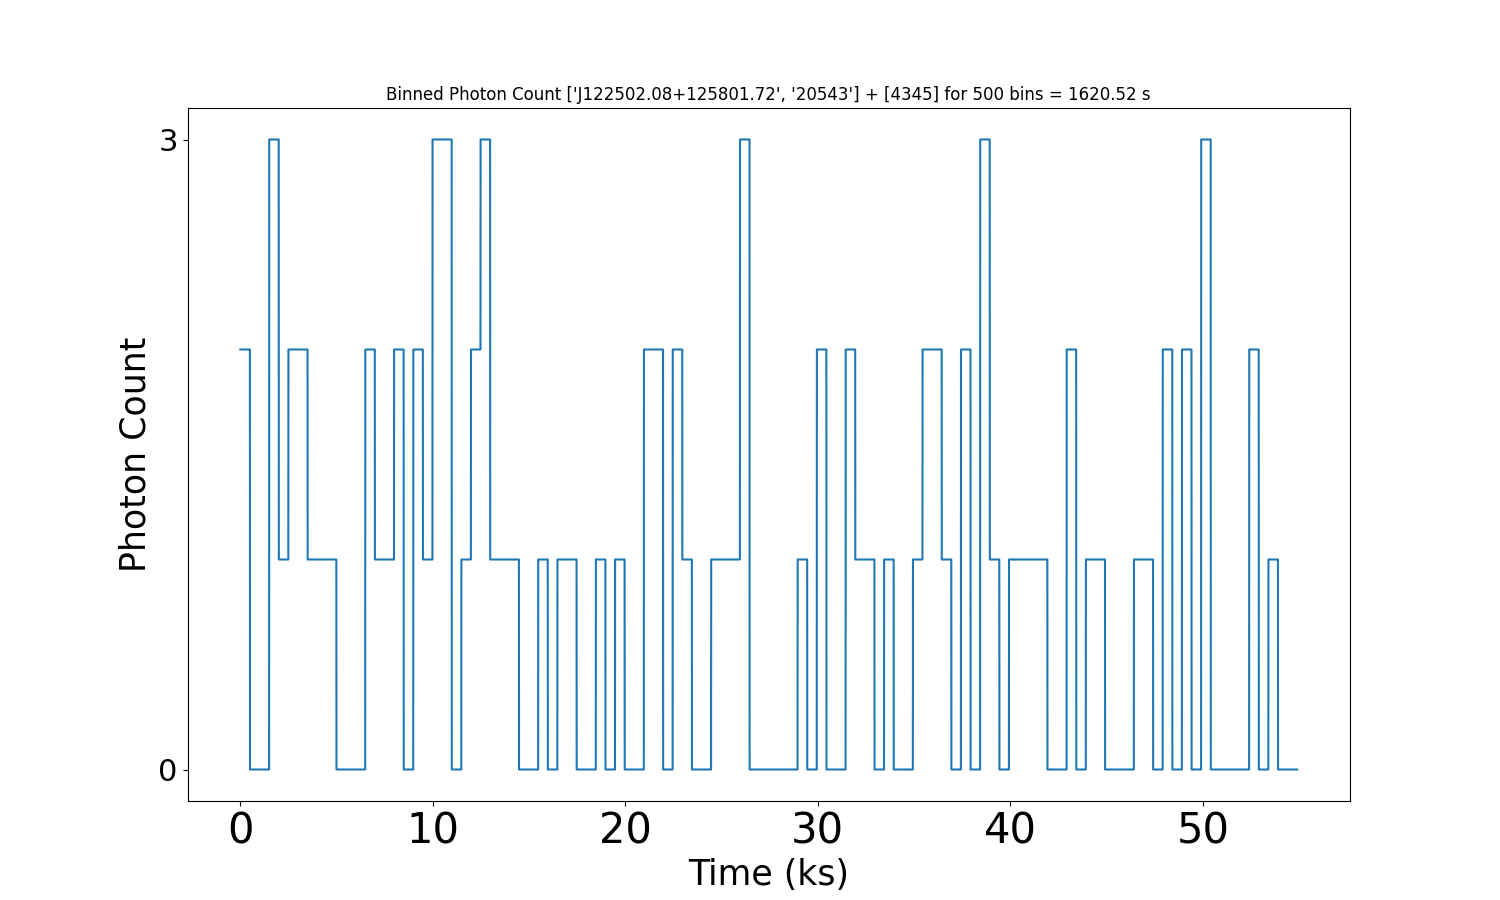 Binned Photon Count ['J122502.08+125801.72', '20543'] + [4345] for 500 bins = 1620.52 s
3
Photon Count
0
0 10 20 30 40 50
Time (ks)